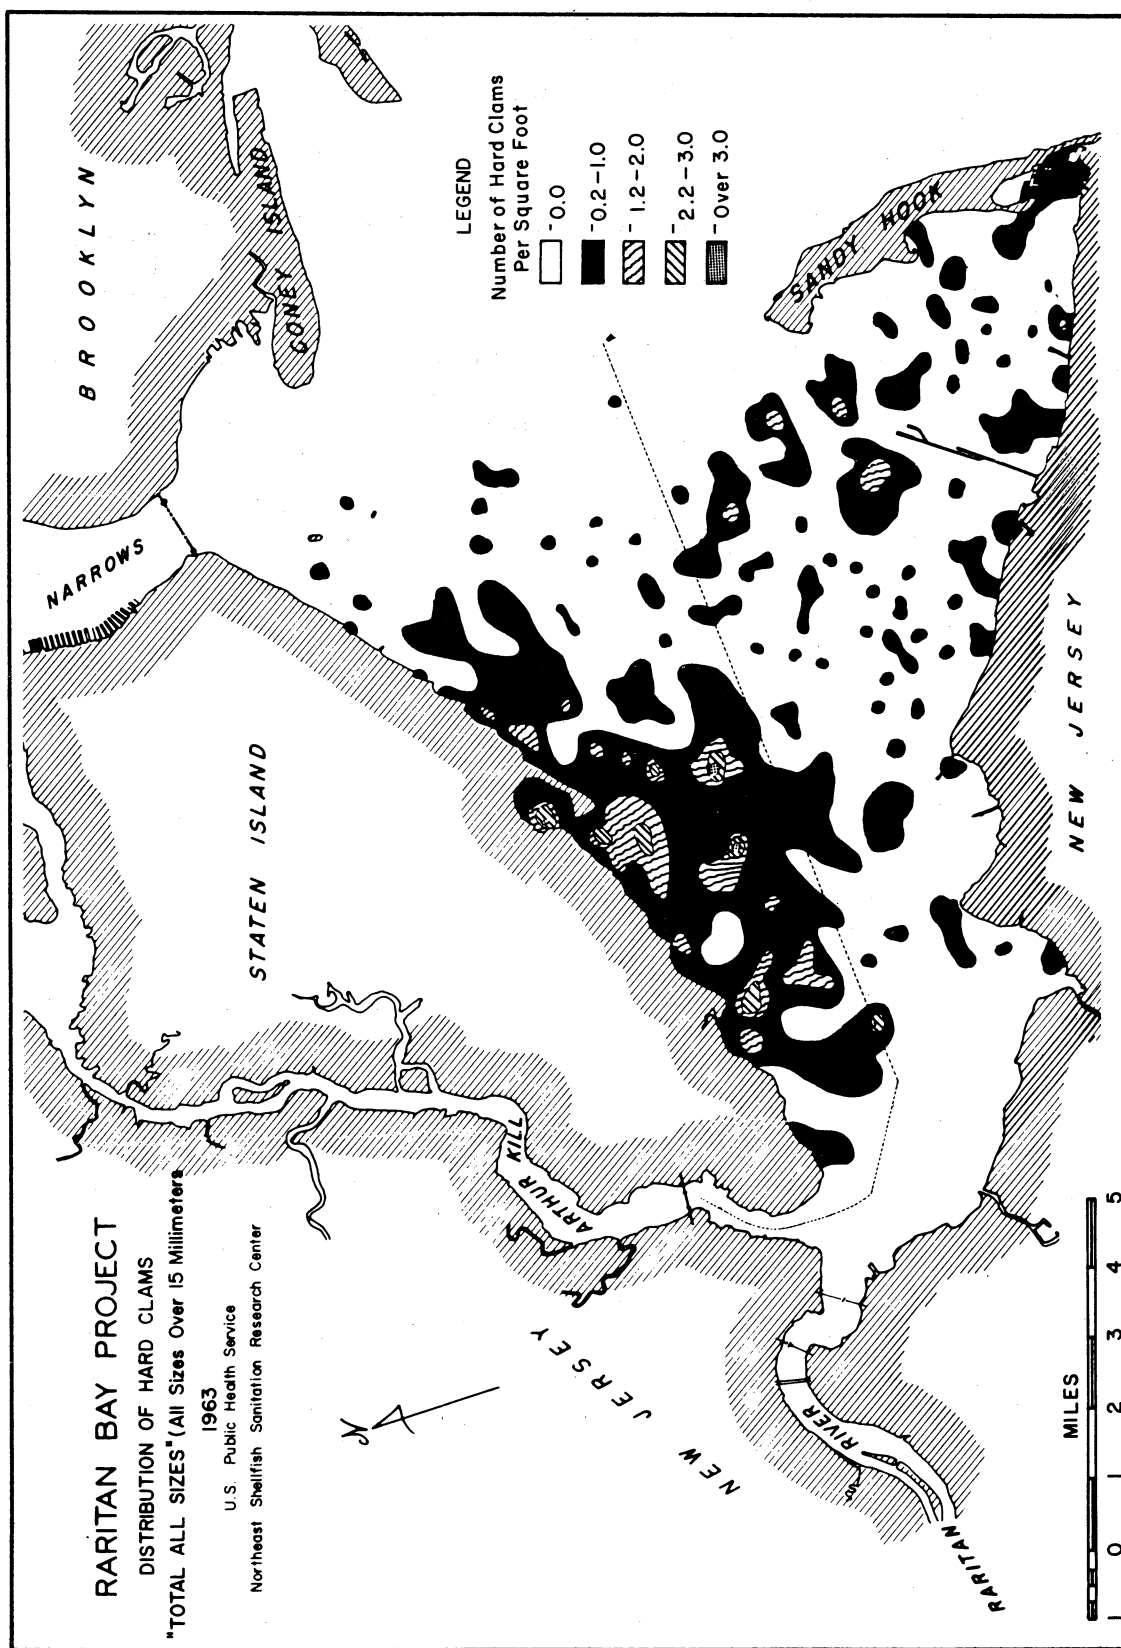 RARITAN BAY PROJECT
DISTRIBUTION OF HARD CLAMS
"TOTAL ALL SIZES" (All Sizes Over 15 Millimeters
1963
U.S. Public Health Service
Northeast Shellfish Sanitation Research Center
N
BROOKLYN
CONEY ISLAND
NARROWS
STATEN ISLAND
ARTHUR KILL
NEW JERSEY
RARITAN RIVER
LEGEND
Number of Hard Clams
Per Square Foot
-0.0
-0.2-1.0
-1.2-2.0
-2.2-3.0
-Over 3.0
SANDY HOOK
NEW JERSEY
MILES
1 0 1 2 3 4 5